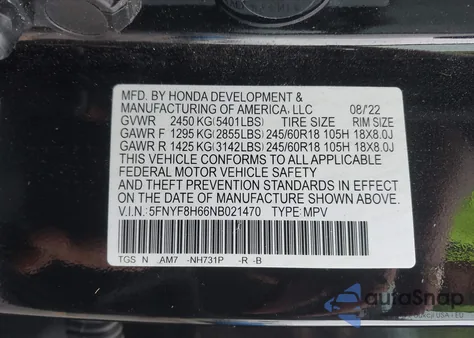 MFD. BY HONDA DEVELOPMENT &
MANUFACTURING OF AMERICA, LLC 08/'22
GVWR 2450 KG(5401LBS) TIRE SIZE RIM SIZE
GAWR F 1295 KG(2855LBS) 245/60R18 105H 18X8.0J
GAWR R 1425 KG(3142LBS) 245/60R18 105H 18X8.0J
THIS VEHICLE CONFORMS TO ALL APPLICABLE
FEDERAL MOTOR VEHICLE SAFETY
AND THEFT PREVENTION STANDARDS IN EFFECT
ON THE DATE OF MANUFACTURE SHOWN ABOVE.
V.I.N.: 5FNYF8H66NB021470 TYPE: MPV
TGS N AM7 -NH731P -R -B
autoSnap